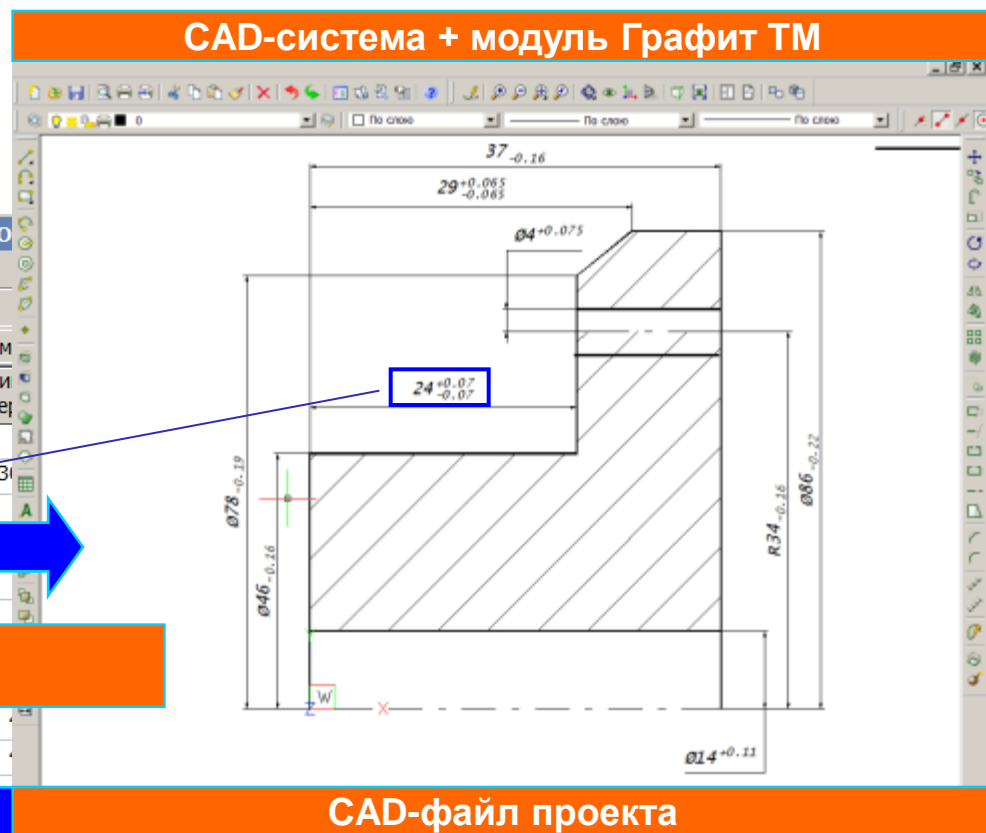 CAD-система + модуль Графит ТМ
0
По слою
По слою
По слою
37 -0.16
29 +0.065 -0.065
Ø4 +0.075
24 +0.07 -0.07
Ø78 -0.19
Ø46 -0.16
R34 -0.16
Ø86 -0.22
A
W
X
Z
Ø14 +0.11
CAD-файл проекта